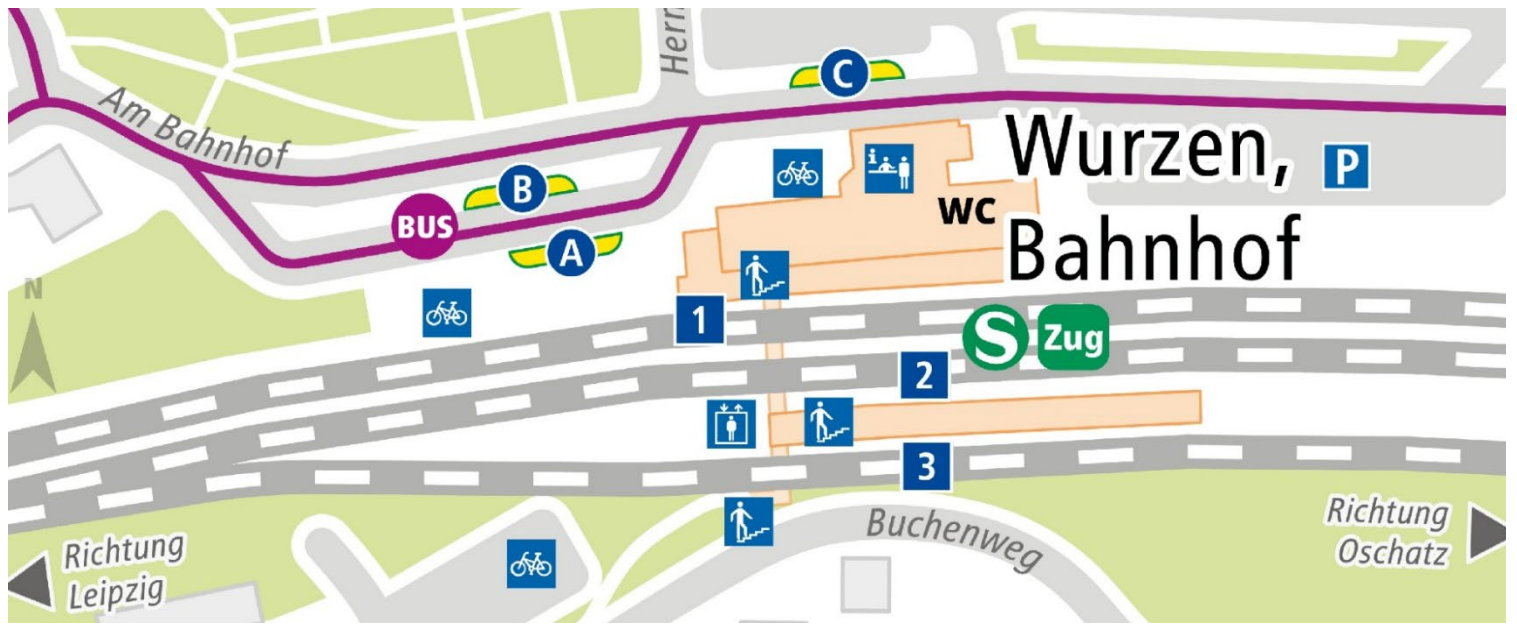 Am Bahnhof
Herr
C
Wurzen,
Bahnhof
P
B
BUS
A
i
WC
N
1
S
Zug
2
3
Buchenweg
Richtung
Leipzig
Richtung
Oschatz